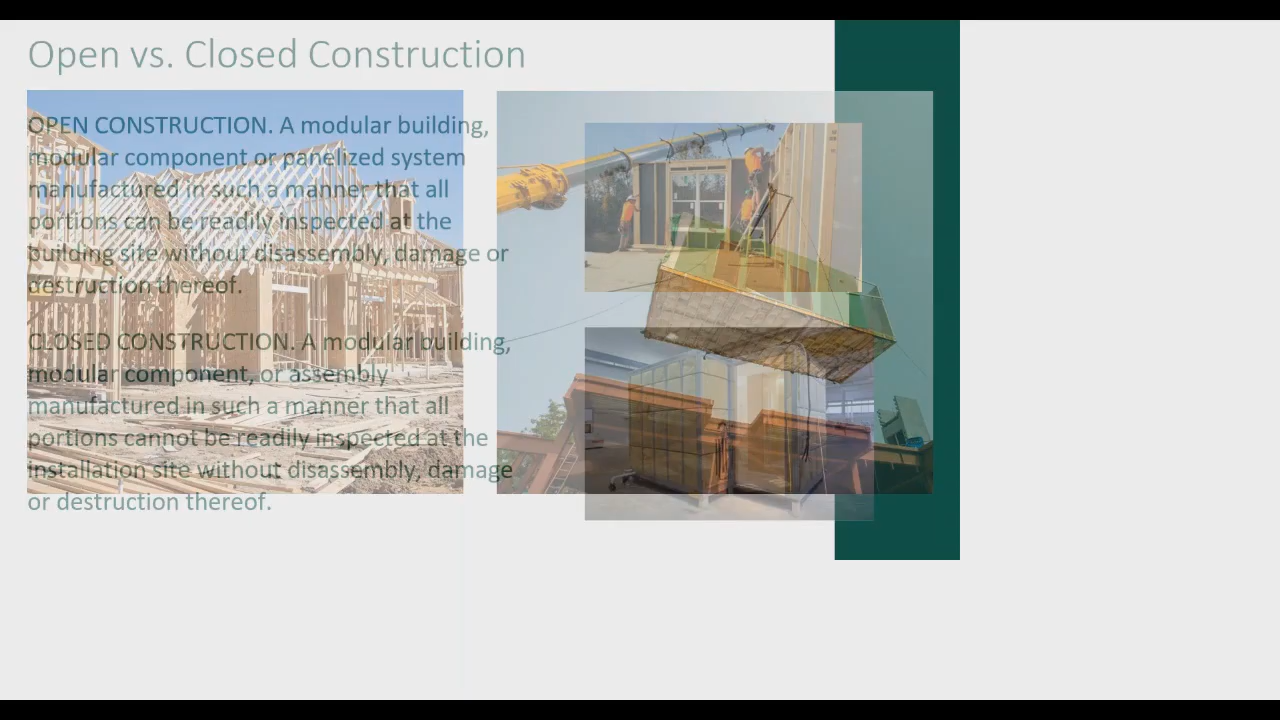 Open vs. Closed Construction
OPEN CONSTRUCTION. A modular building,
modular component or panelized system
manufactured in such a manner that all
portions can be readily inspected at the
building site without disassembly, damage or
destruction thereof.
CLOSED CONSTRUCTION. A modular building,
modular component, or assembly
manufactured in such a manner that all
portions cannot be readily inspected at the
installation site without disassembly, damage
or destruction thereof.